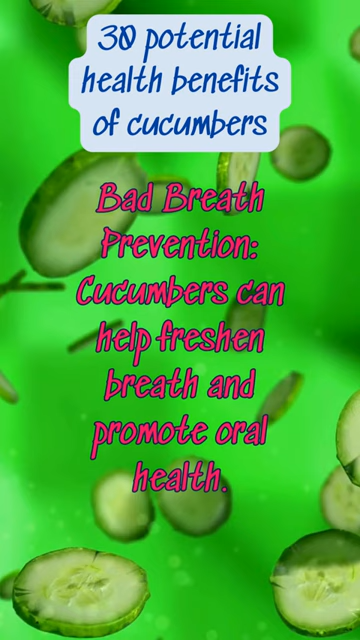 30 potential
health benefits
of cucumbers
Bad Breath
Prevention:
Cucumbers can
help freshen
breath and
promote oral
health.